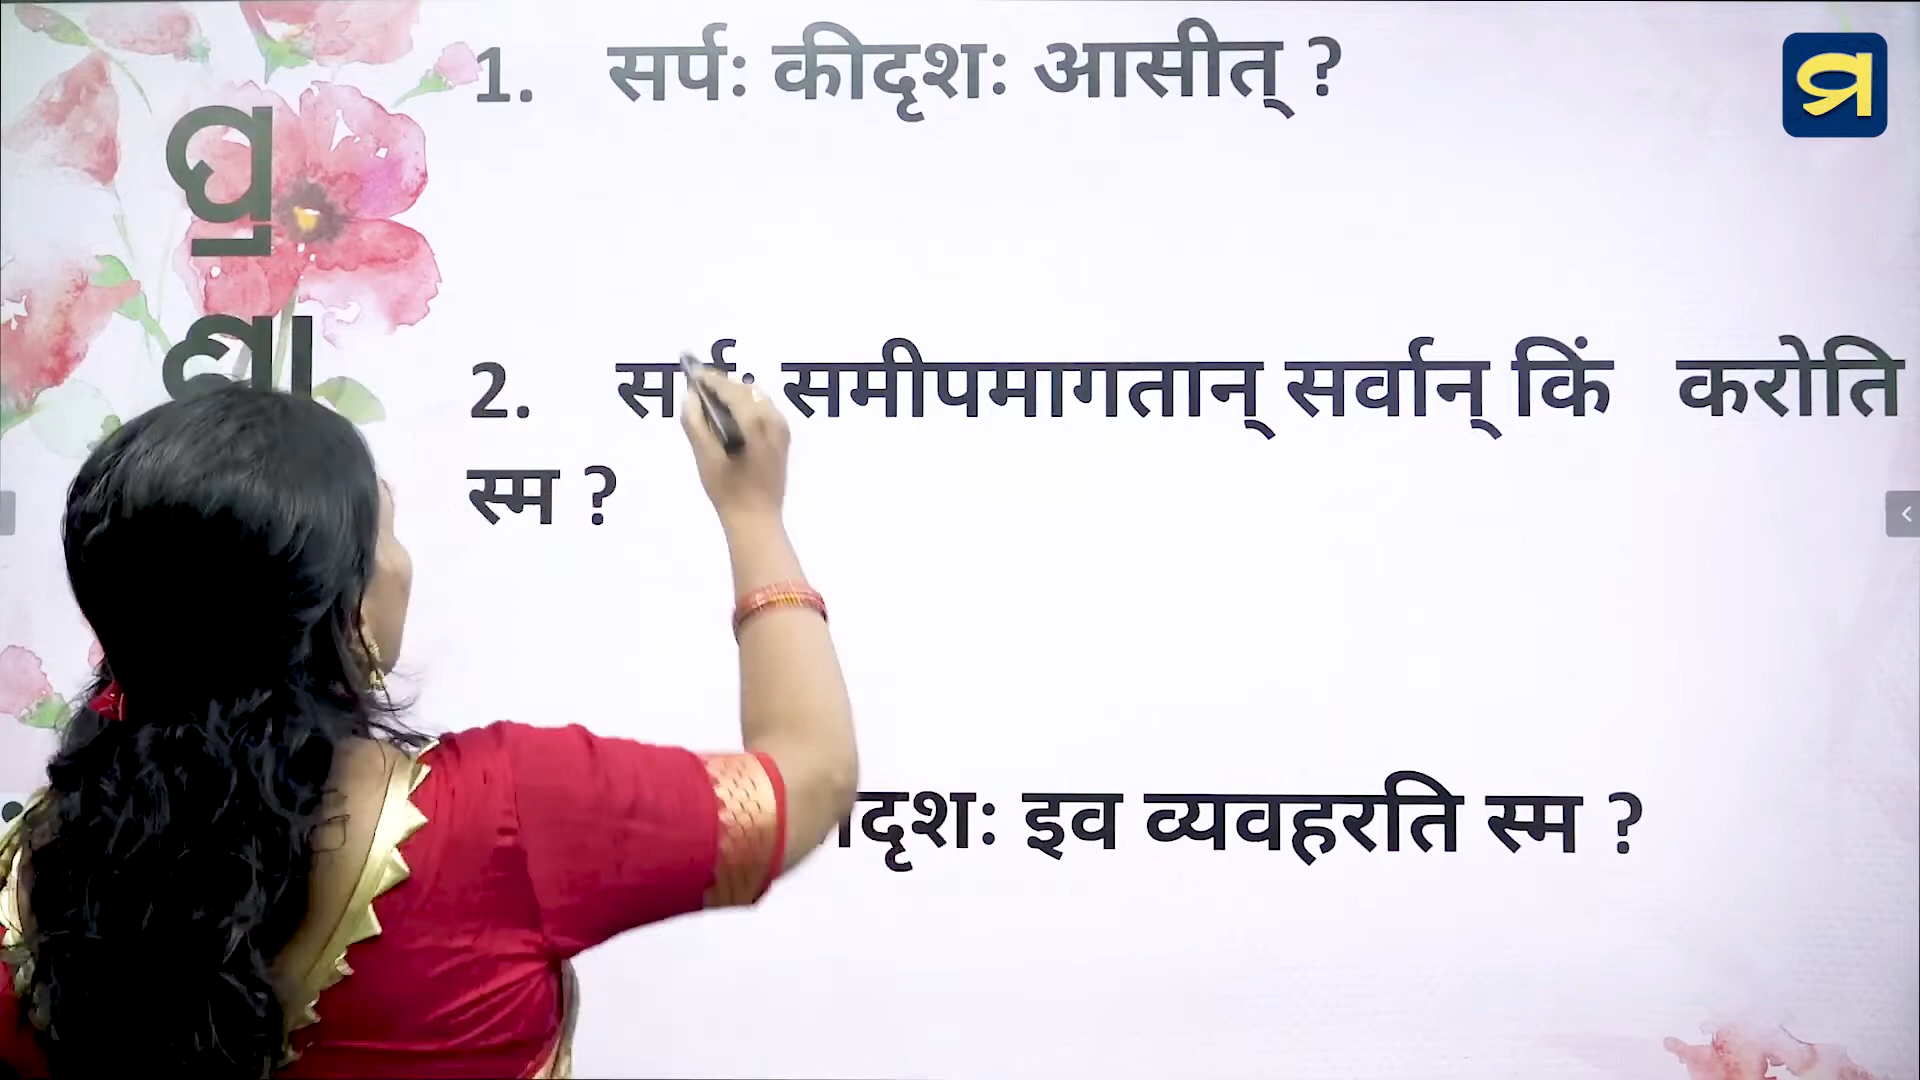 1. सर्पः कीदृशः आसीत् ?
2. समीपमागतान् सर्वान् किं करोति
स्म ?
इव व्यवहरति स्म ?
ପ୍ର